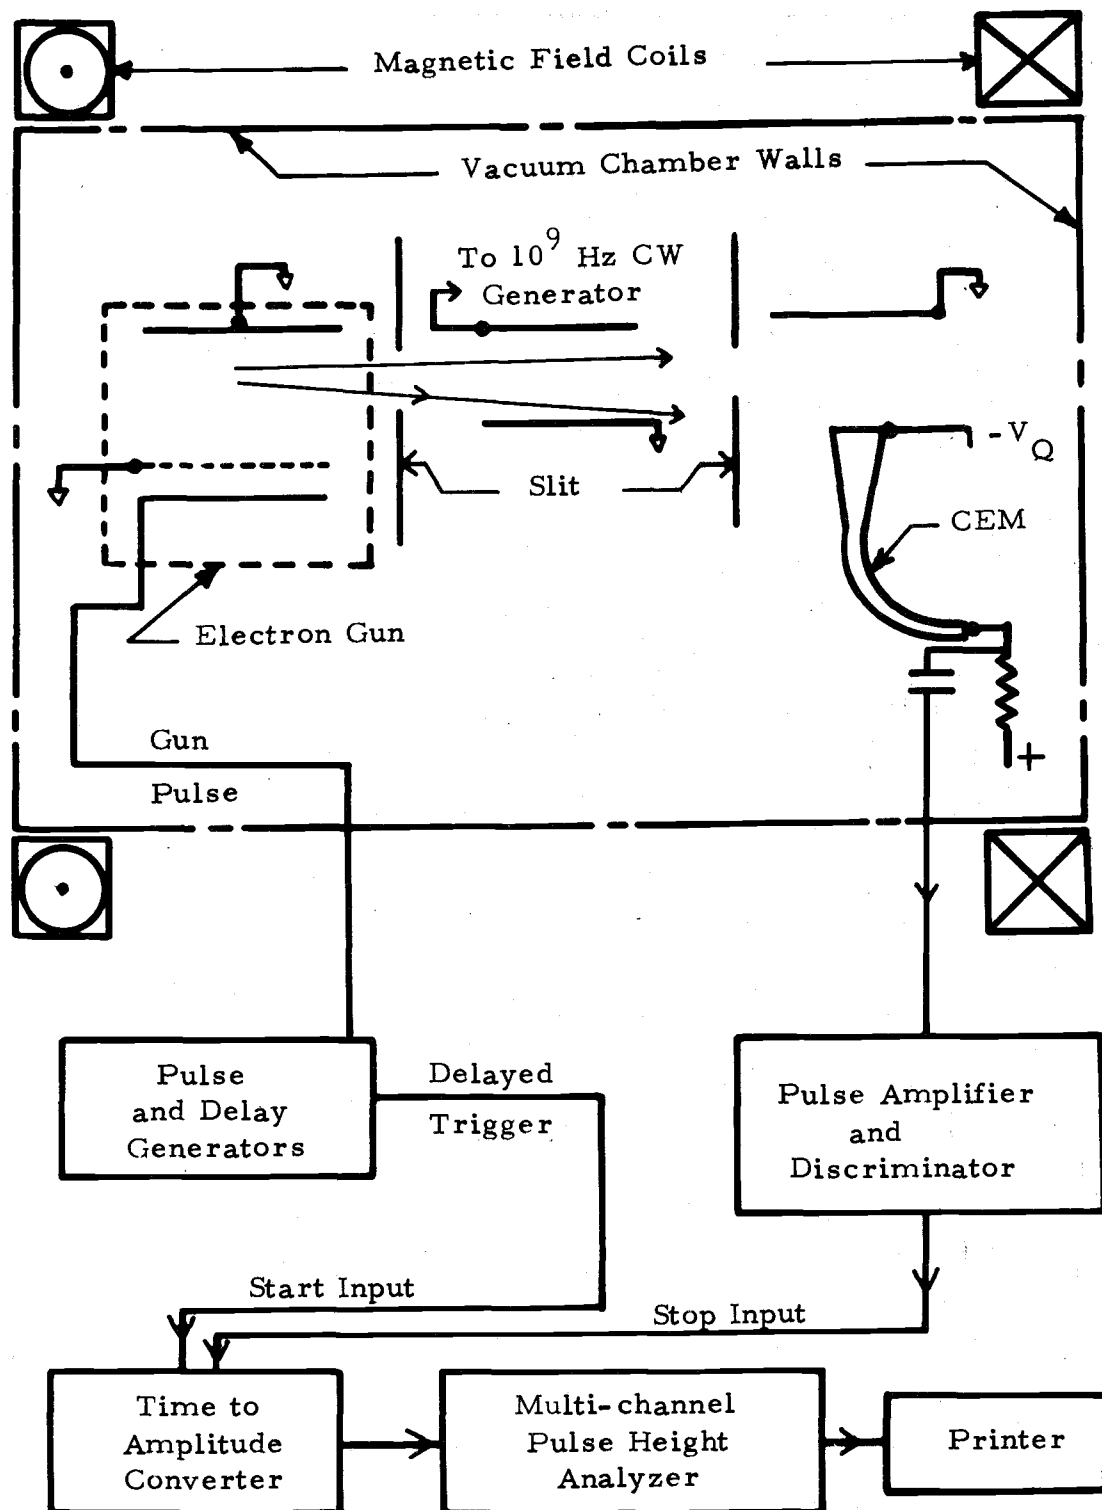 Magnetic Field Coils
Vacuum Chamber Walls
To 10⁹ Hz CW
Generator
Slit
-V_Q
CEM
Electron Gun
Gun
Pulse
+
Pulse
and Delay
Generators
Delayed
Trigger
Pulse Amplifier
and
Discriminator
Start Input
Stop Input
Time to
Amplitude
Converter
Multi-channel
Pulse Height
Analyzer
Printer